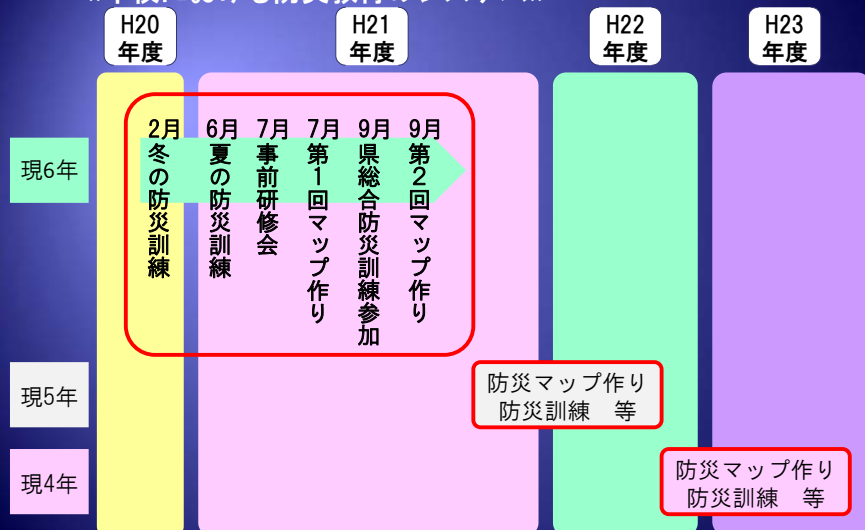 H20
年度
H21
年度
H22
年度
H23
年度
現6年
2月
冬の防災訓練
6月
夏の防災訓練
7月
事前研修会
7月
第1回マップ作り
9月
県総合防災訓練参加
9月
第2回マップ作り
現5年
防災マップ作り
防災訓練　等
現4年
防災マップ作り
防災訓練　等